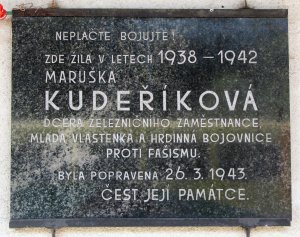 NEPLAČTE BOJUJTE!
ZDE ŽILA V LETECH 1938 – 1942
MARUŠKA
KUDEŘÍKOVÁ
DCERA ŽELEZNIČNÍHO ZAMĚSTNANCE,
MLADÁ VLASTENKA A HRDINNÁ BOJOVNICE
PROTI FAŠISMU.
BYLA POPRAVENA 26. 3. 1943.
ČEST JEJÍ PAMÁTCE.